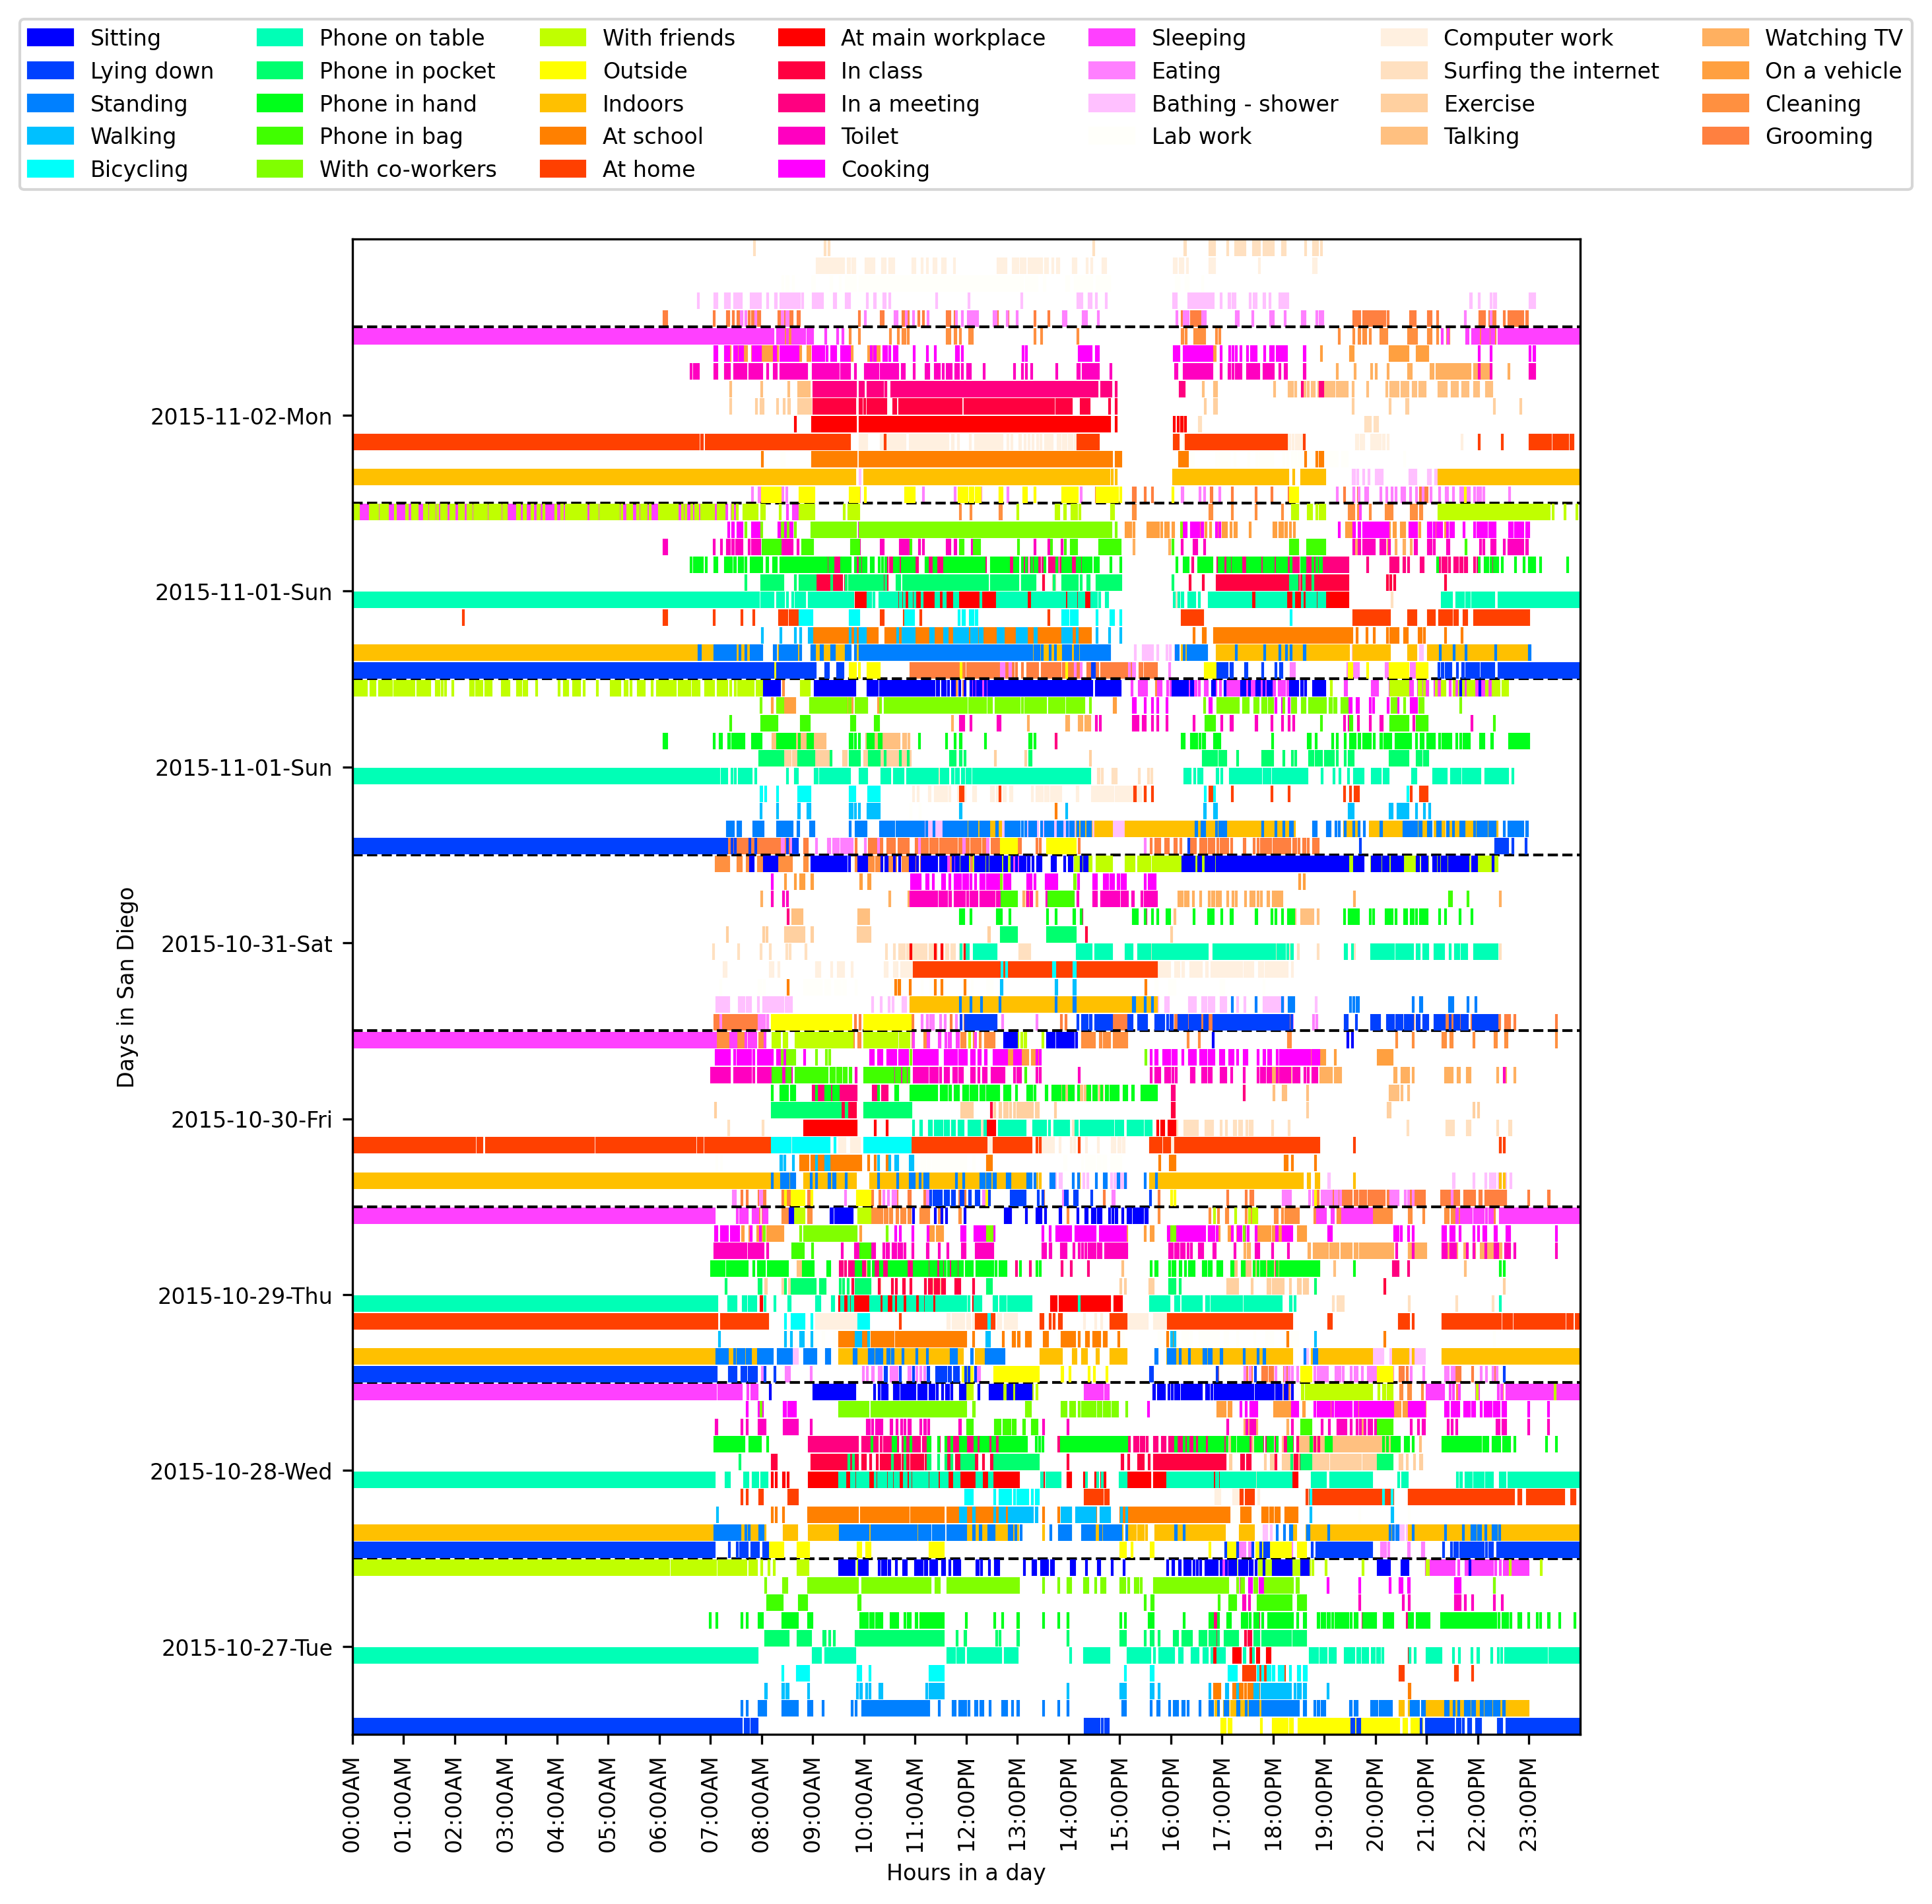 Sitting
Lying down
Standing
Walking
Bicycling
Phone on table
Phone in pocket
Phone in hand
Phone in bag
With co-workers
With friends
Outside
Indoors
At school
At home
At main workplace
In class
In a meeting
Toilet
Cooking
Sleeping
Eating
Bathing - shower
Lab work
Computer work
Surfing the internet
Exercise
Talking
Watching TV
On a vehicle
Cleaning
Grooming
Days in San Diego
2015-11-02-Mon
2015-11-01-Sun
2015-11-01-Sun
2015-10-31-Sat
2015-10-30-Fri
2015-10-29-Thu
2015-10-28-Wed
2015-10-27-Tue
00:00AM
01:00AM
02:00AM
03:00AM
04:00AM
05:00AM
06:00AM
07:00AM
08:00AM
09:00AM
10:00AM
11:00AM
12:00PM
13:00PM
14:00PM
15:00PM
16:00PM
17:00PM
18:00PM
19:00PM
20:00PM
21:00PM
22:00PM
23:00PM
Hours in a day